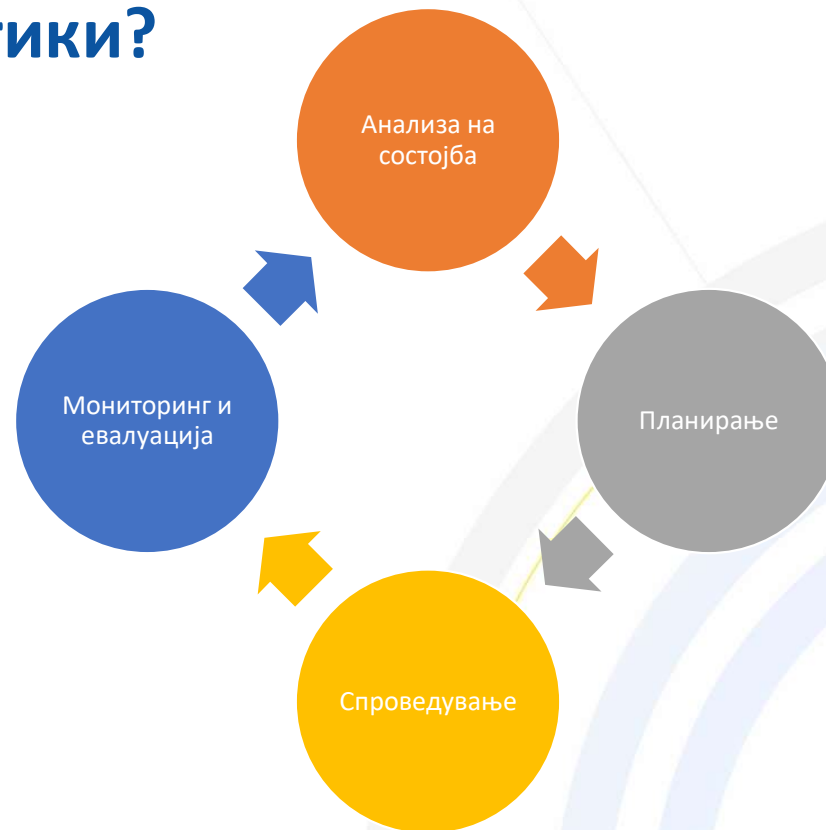 тики?
Анализа на
состојба
Мониторинг и
евалуација
Планирање
Спроведување